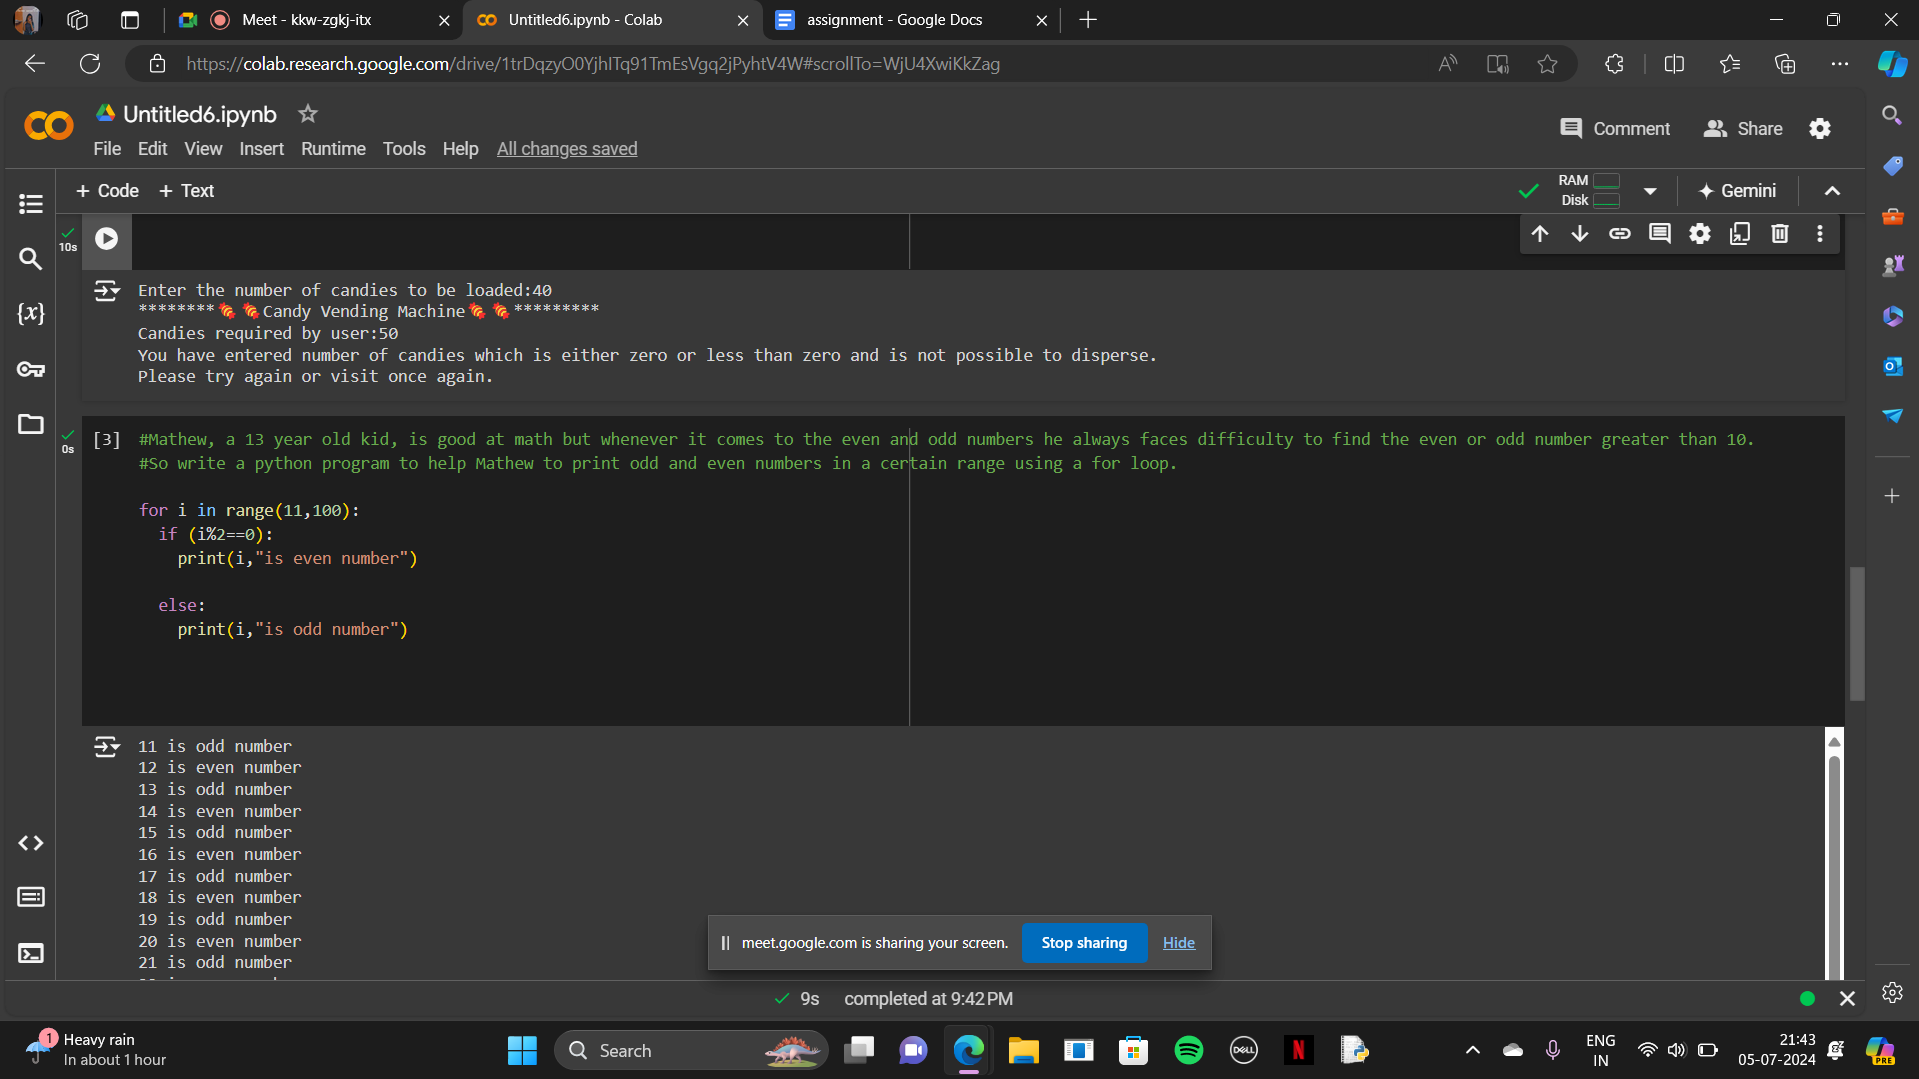 Meet - kkw-zgkj-itx
Untitled6.ipynb - Colab
assignment - Google Docs
https://colab.research.google.com/drive/1trDqzyO0YjhITq91TmEsVgq2jPyhtV4W#scrollTo=WjU4XwiKkZag
Untitled6.ipynb
Comment
Share
File Edit View Insert Runtime Tools Help All changes saved
+ Code + Text
RAM
Disk
Gemini
10s
Enter the number of candies to be loaded:40
********🍬🍬Candy Vending Machine🍬🍬*********
Candies required by user:50
You have entered number of candies which is either zero or less than zero and is not possible to disperse.
Please try again or visit once again.
{x}
0s
[3] #Mathew, a 13 year old kid, is good at math but whenever it comes to the even and odd numbers he always faces difficulty to find the even or odd number greater than 10.
#So write a python program to help Mathew to print odd and even numbers in a certain range using a for loop.
for i in range(11,100):
if (i%2==0):
print(i,"is even number")
else:
print(i,"is odd number")
11 is odd number
12 is even number
13 is odd number
14 is even number
15 is odd number
16 is even number
17 is odd number
18 is even number
19 is odd number
20 is even number
21 is odd number
meet.google.com is sharing your screen.
Stop sharing
Hide
9s completed at 9:42 PM
1
Heavy rain
In about 1 hour
Search
DELL
N
ENG
IN
21:43
05-07-2024
PRE